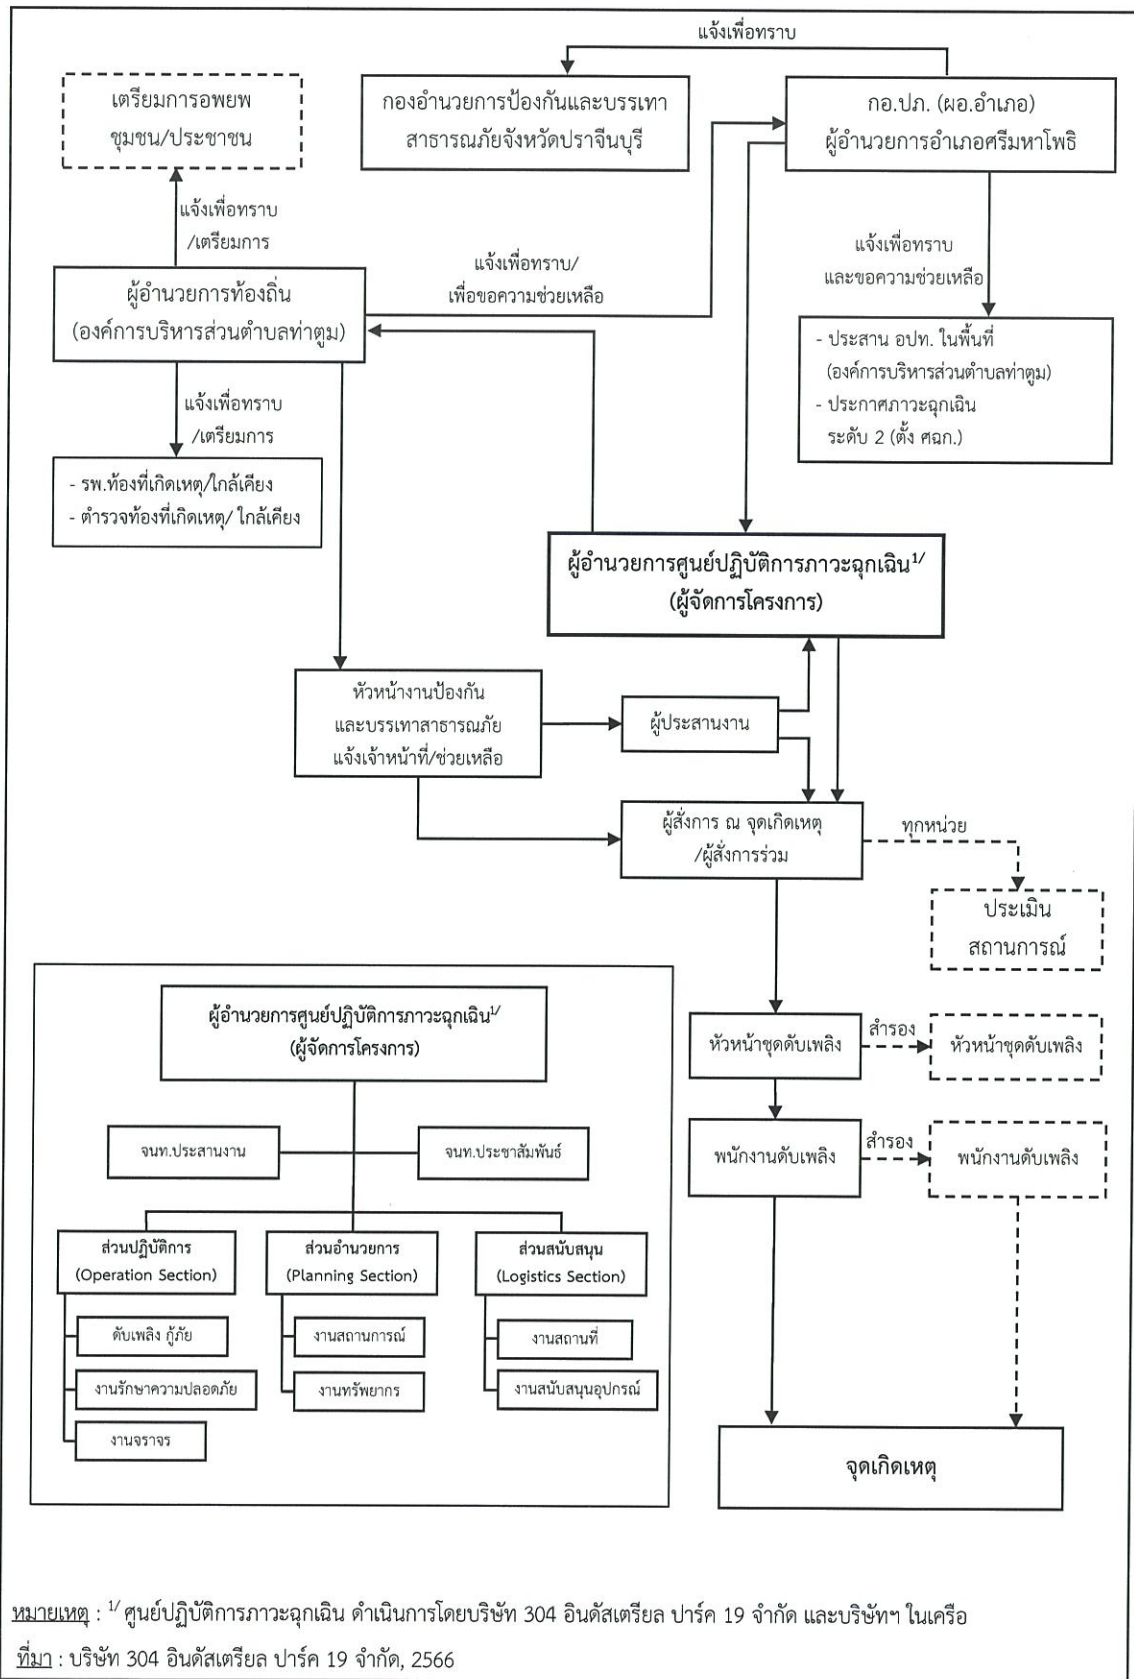 แจ้งเพื่อทราบ
เตรียมการอพยพ
ชุมชน/ประชาชน
กองอำนวยการป้องกันและบรรเทา
สาธารณภัยจังหวัดปราจีนบุรี
กอ.ปภ. (ผอ.อำเภอ)
ผู้อำนวยการอำเภอศรีมหาโพธิ
แจ้งเพื่อทราบ
/เตรียมการ
แจ้งเพื่อทราบ/
เพื่อขอความช่วยเหลือ
แจ้งเพื่อทราบ
และขอความช่วยเหลือ
ผู้อำนวยการท้องถิ่น
(องค์การบริหารส่วนตำบลท่าตูม)
- ประสาน อปท. ในพื้นที่
(องค์การบริหารส่วนตำบลท่าตูม)
- ประกาศภาวะฉุกเฉิน
ระดับ 2 (ตั้ง ศฉก.)
แจ้งเพื่อทราบ
/เตรียมการ
- รพ.ท้องที่เกิดเหตุ/ใกล้เคียง
- ตำรวจท้องที่เกิดเหตุ/ ใกล้เคียง
ผู้อำนวยการศูนย์ปฏิบัติการภาวะฉุกเฉิน1/
(ผู้จัดการโครงการ)
หัวหน้างานป้องกัน
และบรรเทาสาธารณภัย
แจ้งเจ้าหน้าที่/ช่วยเหลือ
ผู้ประสานงาน
ผู้สั่งการ ณ จุดเกิดเหตุ
/ผู้สั่งการร่วม
ทุกหน่วย
ประเมิน
สถานการณ์
หัวหน้าชุดดับเพลิง
สำรอง
หัวหน้าชุดดับเพลิง
พนักงานดับเพลิง
สำรอง
พนักงานดับเพลิง
จุดเกิดเหตุ
ผู้อำนวยการศูนย์ปฏิบัติการภาวะฉุกเฉิน1/
(ผู้จัดการโครงการ)
จนท.ประสานงาน
จนท.ประชาสัมพันธ์
ส่วนปฏิบัติการ
(Operation Section)
ส่วนอำนวยการ
(Planning Section)
ส่วนสนับสนุน
(Logistics Section)
ดับเพลิง กู้ภัย
งานรักษาความปลอดภัย
งานจราจร
งานสถานการณ์
งานทรัพยากร
งานสถานที่
งานสนับสนุนอุปกรณ์
หมายเหตุ : 1/ ศูนย์ปฏิบัติการภาวะฉุกเฉิน ดำเนินการโดยบริษัท 304 อินดัสเตรียล ปาร์ค 19 จำกัด และบริษัทฯ ในเครือ
ที่มา : บริษัท 304 อินดัสเตรียล ปาร์ค 19 จำกัด, 2566